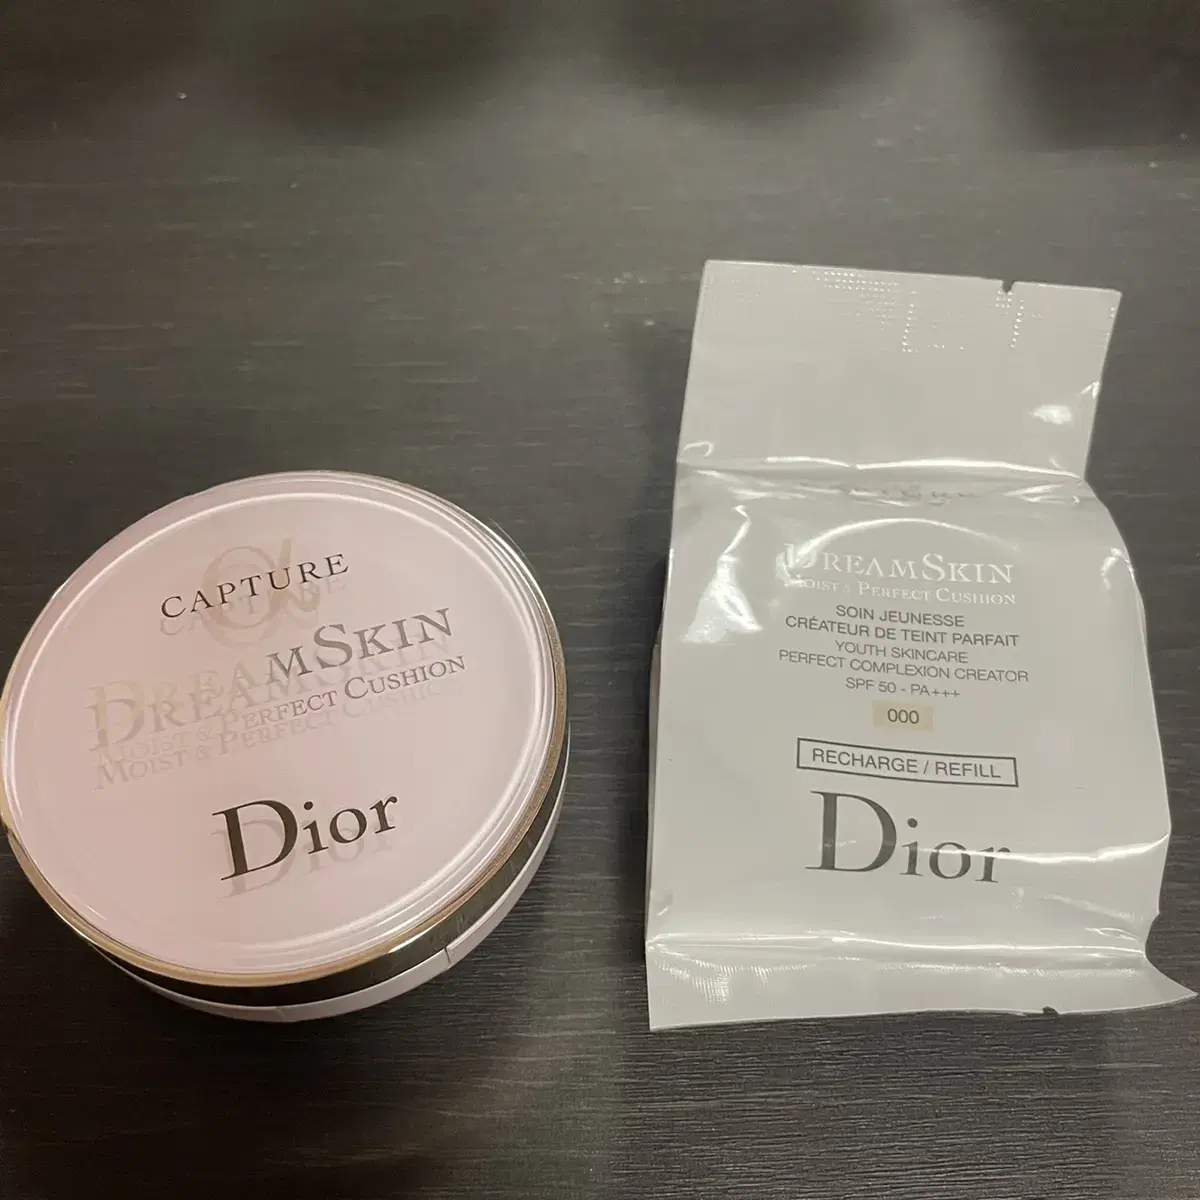 CAPTURE
DREAMSKIN
MOIST & PERFECT CUSHION
Dior
DREAMSKIN
MOIST & PERFECT CUSHION
SOIN JEUNESSE
CRÉATEUR DE TEINT PARFAIT
YOUTH SKINCARE
PERFECT COMPLEXION CREATOR
SPF 50 - PA+++
000
RECHARGE / REFILL
Dior